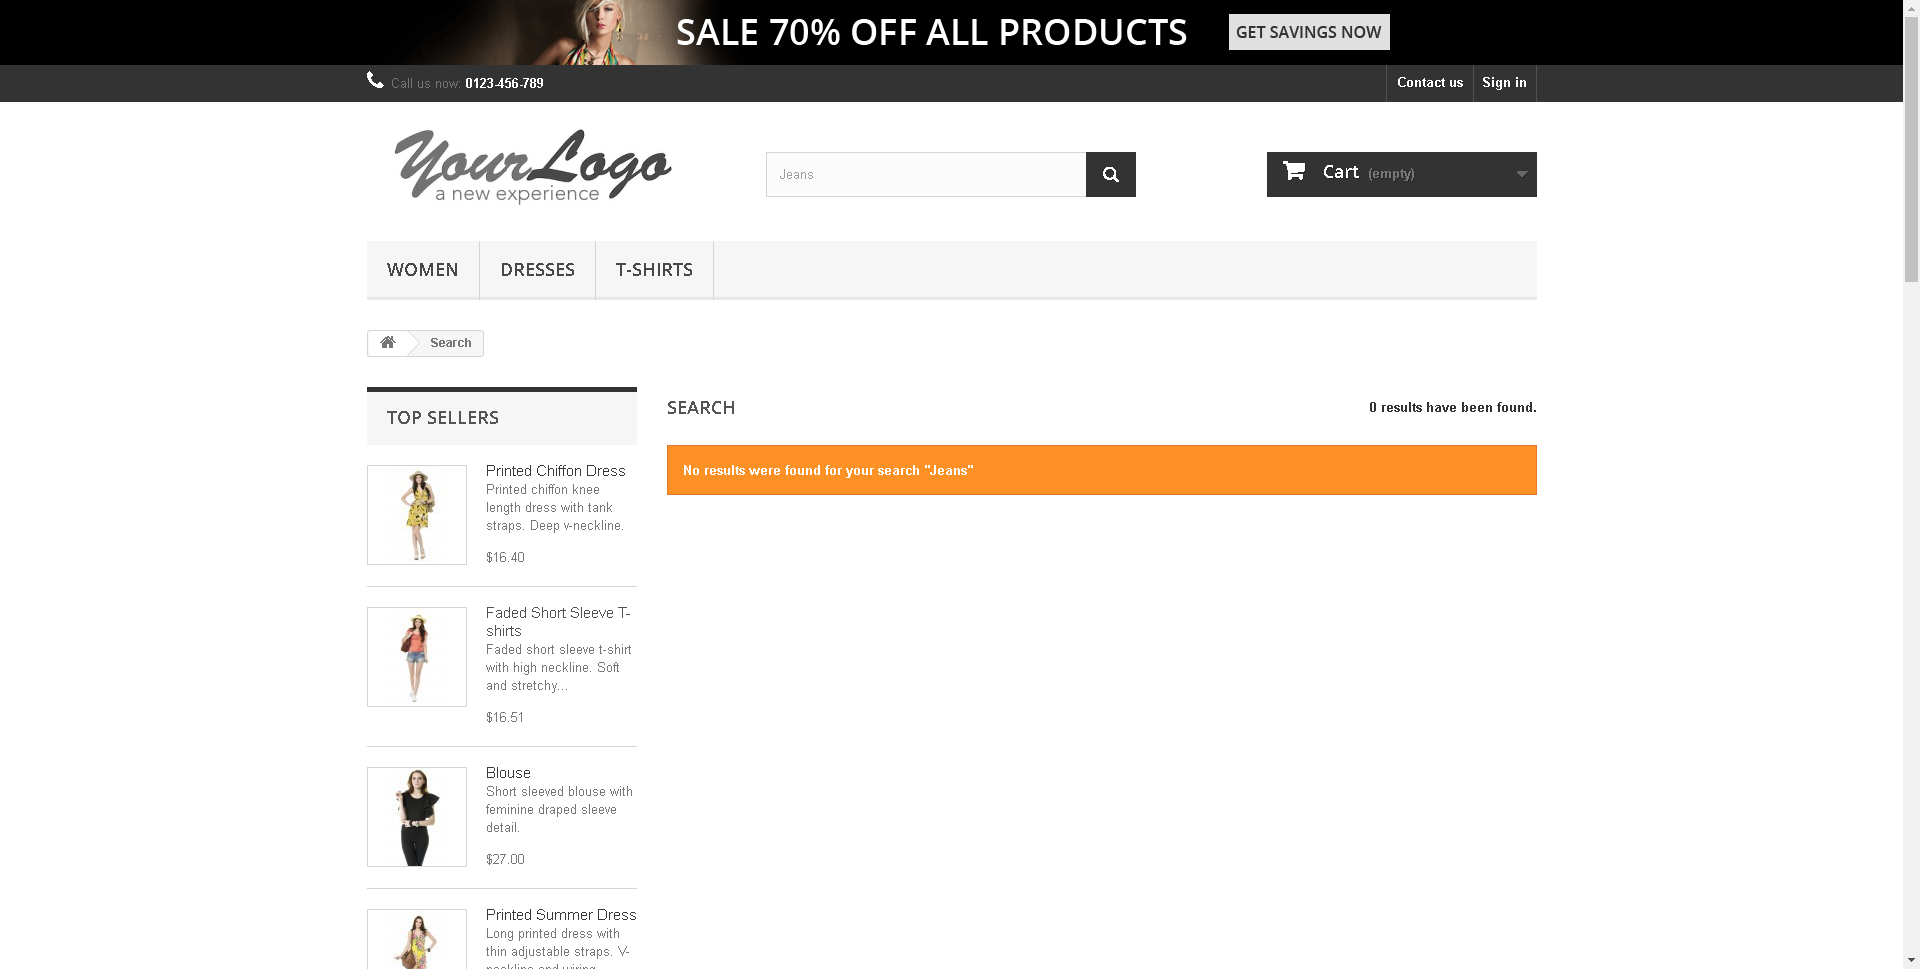 SALE 70% OFF ALL PRODUCTS
GET SAVINGS NOW
Call us now: 0123-456-789
Contact us
Sign in
YourLogo
a new experience
Jeans
Cart (empty)
WOMEN
DRESSES
T-SHIRTS
Search
TOP SELLERS
Printed Chiffon Dress
Printed chiffon knee
length dress with tank
straps. Deep v-neckline.
$16.40
Faded Short Sleeve T-
shirts
Faded short sleeve t-shirt
with high neckline. Soft
and stretchy...
$16.51
Blouse
Short sleeved blouse with
feminine draped sleeve
detail.
$27.00
Printed Summer Dress
Long printed dress with
thin adjustable straps. V-
neckline and wiring
SEARCH
0 results have been found.
No results were found for your search "Jeans"